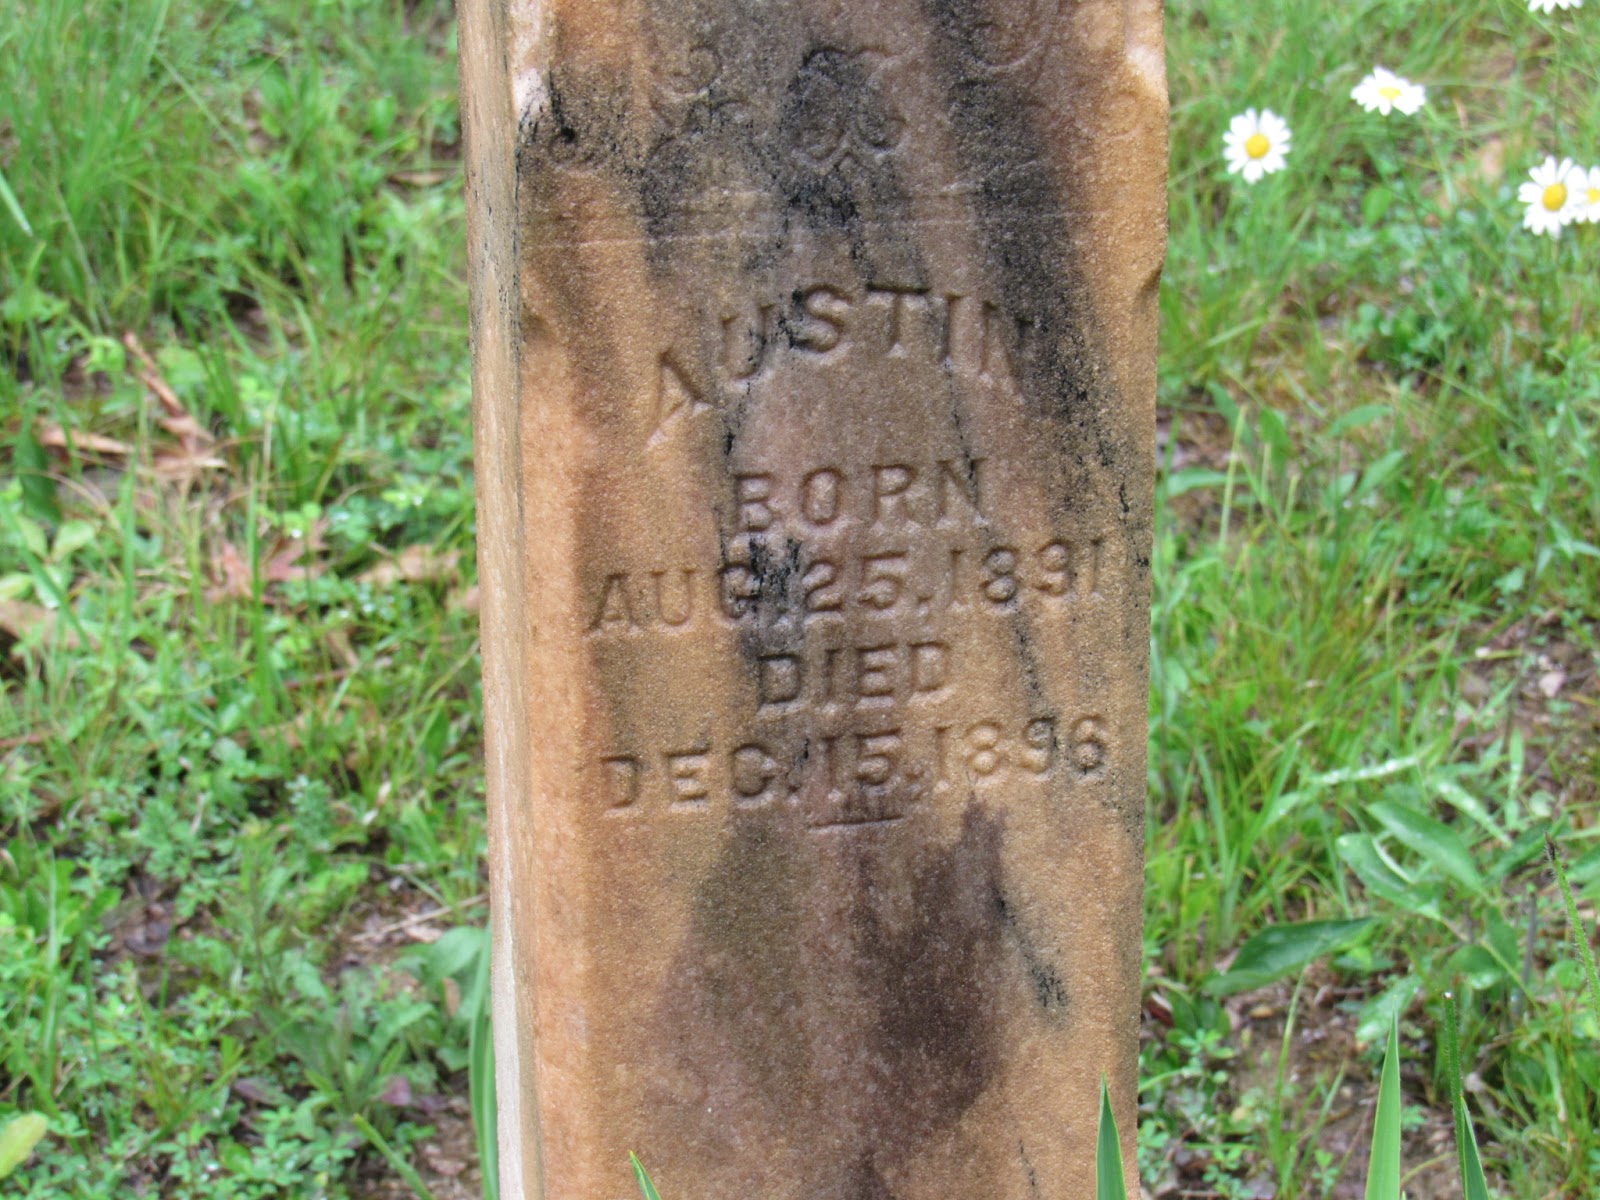 AUSTIN
BORN
AUG. 25. 1891
DIED
DEC. 15. 1896